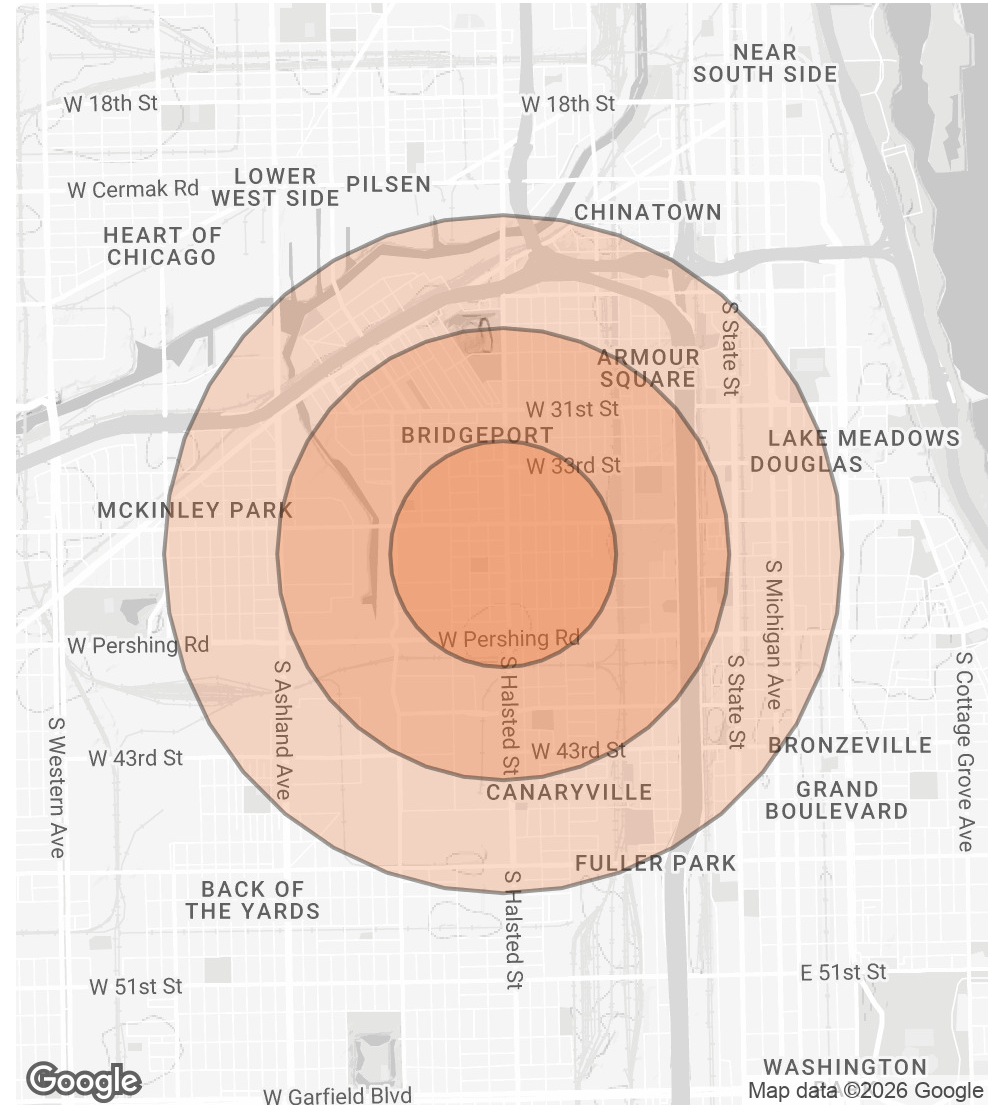 NEAR
SOUTH SIDE
W 18th St
W 18th St
LOWER
WEST SIDE
PILSEN
W Cermak Rd
CHINATOWN
HEART OF
CHICAGO
S State St
ARMOUR
SQUARE
W 31st St
BRIDGEPORT
LAKE MEADOWS
W 33rd St
DOUGLAS
MCKINLEY PARK
S Michigan Ave
W Pershing Rd
W Pershing Rd
S Halsted St
S State St
S Ashland Ave
S Cottage Grove Ave
S Western Ave
W 43rd St
W 43rd St
BRONZEVILLE
CANARYVILLE
GRAND
BOULEVARD
FULLER PARK
BACK OF
THE YARDS
S Halsted St
E 51st St
W 51st St
WASHINGTON
PARK
Google
W Garfield Blvd
Map data ©2026 Google